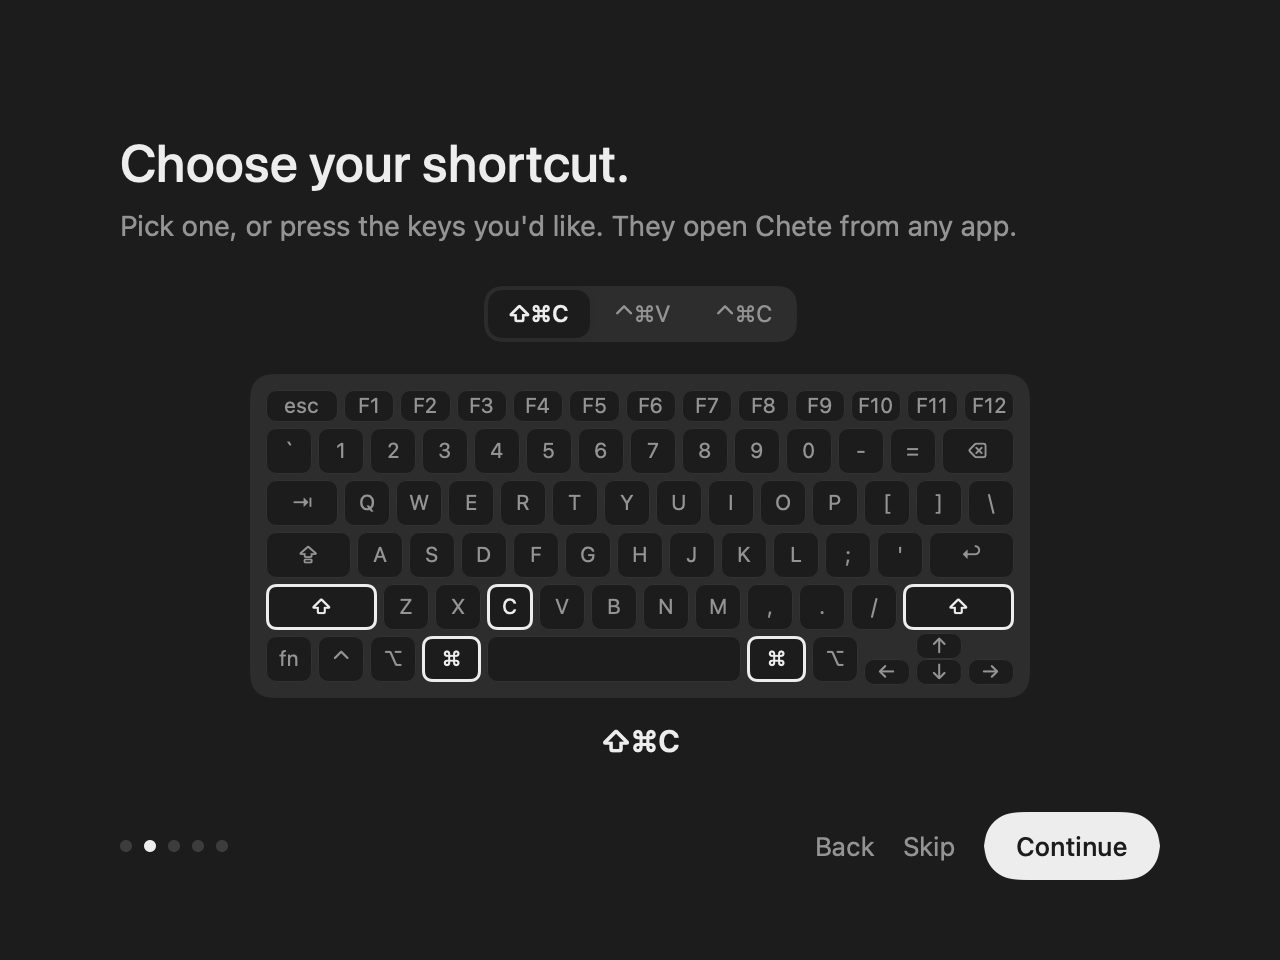 Choose your shortcut.
Pick one, or press the keys you'd like. They open Chete from any app.
⇧⌘C ⌃⌘V ⌃⌘C
esc F1 F2 F3 F4 F5 F6 F7 F8 F9 F10 F11 F12
` 1 2 3 4 5 6 7 8 9 0 - = ⌫
⇥ Q W E R T Y U I O P [ ] \
⇪ A S D F G H J K L ; ' ↩
⇧ Z X C V B N M , . / ⇧
fn ⌃ ⌥ ⌘ ⌘ ⌥ ← ↑ ↓ →
⇧⌘C
Back Skip Continue